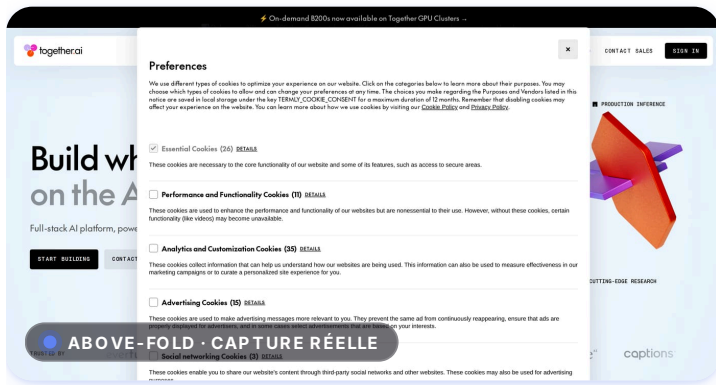 ⚡ On-demand B200s now available on Together GPU Clusters →
together.ai
CONTACT SALES
SIGN IN
×
Preferences
We use different types of cookies to optimize your experience on our website. Click on the categories below to learn more about their purposes. You may
choose which types of cookies to allow and can change your preferences at any time. The choices you make regarding the Purposes and Vendors listed in this
notice are saved in local storage under the key TERMLY_COOKIE_CONSENT for a maximum duration of 12 months. Remember that disabling cookies may
affect your experience on the website. You can learn more about how we use cookies by visiting our Cookie Policy and Privacy Policy.
PRODUCTION INFERENCE
Essential Cookies (26) DETAILS
These cookies are necessary to the core functionality of our website and some of its features, such as access to secure areas.
Build wh
on the A
Performance and Functionality Cookies (11) DETAILS
These cookies are used to enhance the performance and functionality of our websites but are nonessential to their use. However, without these cookies, certain
functionality (like videos) may become unavailable.
Full-stack AI platform, powe
START BUILDING
CONTACT
Analytics and Customization Cookies (35) DETAILS
These cookies collect information that can help us understand how our websites are being used. This information can also be used to measure effectiveness in our
marketing campaigns or to curate a personalized site experience for you.
CUTTING-EDGE RESEARCH
Advertising Cookies (15) DETAILS
These cookies are used to make advertising messages more relevant to you. They prevent the same ad from continuously reappearing, ensure that ads are
properly displayed for advertisers, and in some cases select advertisements that are based on your interests.
ABOVE-FOLD · CAPTURE RÉELLE
TRUSTED BY
Social networking Cookies (3) DETAILS
captions
These cookies enable you to share our website's content through third-party social networks and other websites. These cookies may also be used for advertising
purposes.